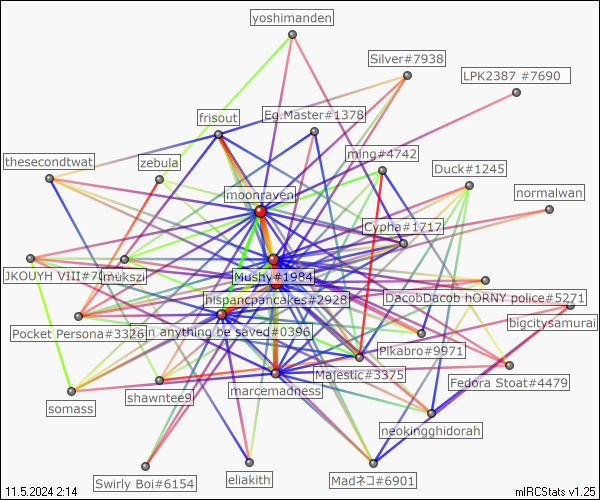 yoshimanden
Silver#7938
LPK2387 #7690
frisout
Eg.Master#1378
ming#4742
thesecondtwat
zebula
Duck#1245
moonraven
normalwan
Cypha#1717
JKOUYH VIII#70
mukszi
Mushy#1984
hispancpancakes#2928
DacobDacob hORNY police#5271
Pocket Persona#3326
in anything be saved#0396
bigcitysamurai
Pikabro#9971
Majestic#3375
Fedora Stoat#4479
somass
shawntee9
marcemadness
neokingghidorah
Swirly Boi#6154
eliakith
Madネコ#6901
11.5.2024 2:14
mIRCStats v1.25